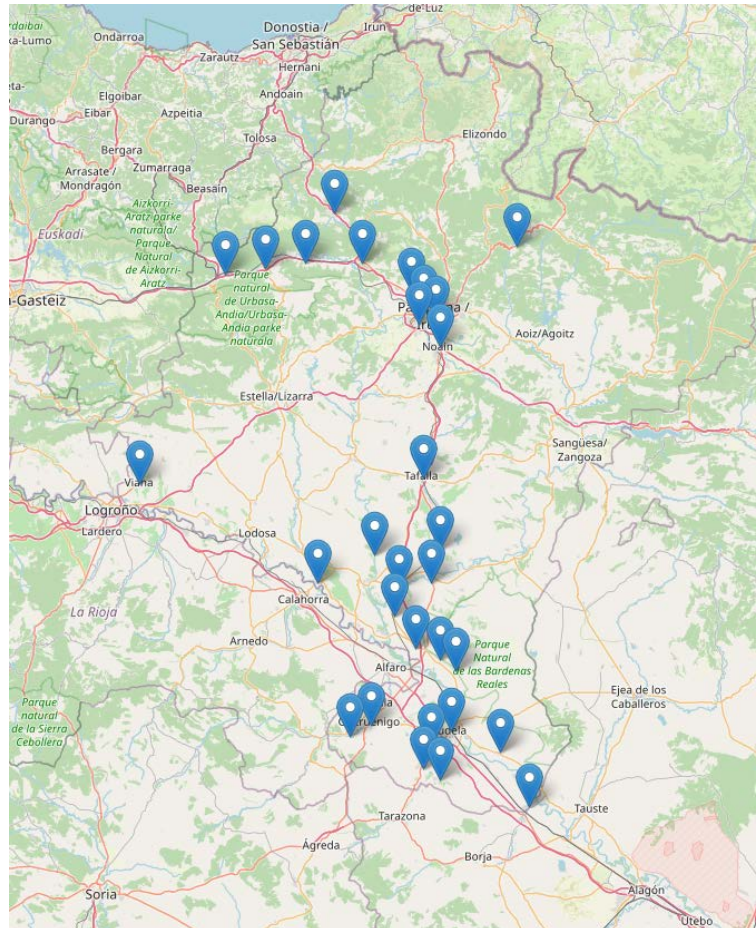 de Luz
Donostia /
San Sebastián
Irun
Ondarroa
Zarautz
Hernani
Andoain
Elgoibar
Eibar
Azpeitia
Durango
Bergara
Tolosa
Elizondo
Arrasate /
Mondragón
Zumarraga
Beasain
Aizkorri-
Aratz parke
naturala/
Parque
Natural
de Aizkorri-
Aratz
Euskadi
Parque
natural
de Urbasa-
Andia/Urbasa-
Andia parke
naturala
Noain
Aoiz/Agoitz
Estella/Lizarra
Sangüesa/
Zangoza
Viana
Tafalla
Logroño
Lardero
Lodosa
Calahorra
La Rioja
Arnedo
Parque
Natural
de las Bardenas
Reales
Alfaro
Ejea de los
Caballeros
Parque
natural
de la Sierra
Cebollera
Tarazona
Tauste
Ágreda
Borja
Soria
Alagón
Utebo